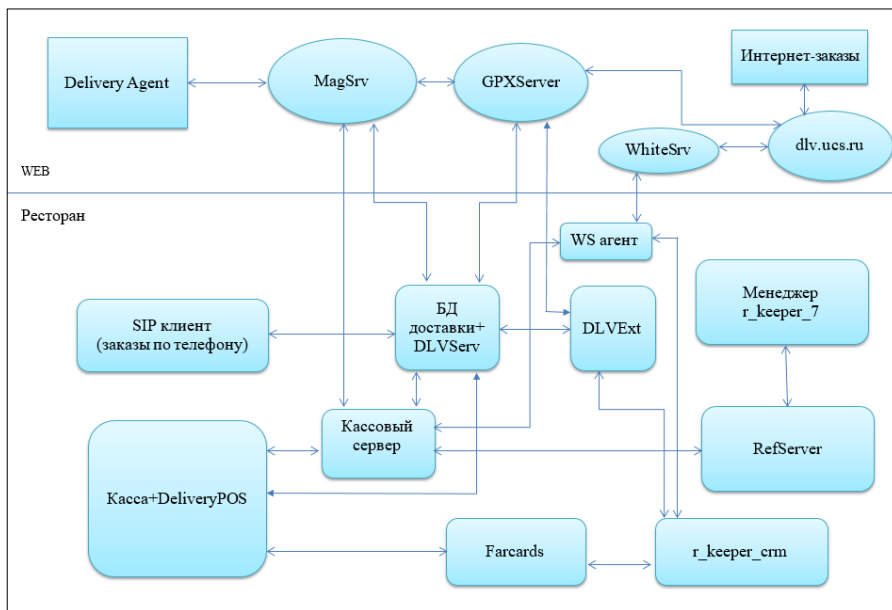 Delivery Agent
MagSrv
GPXServer
Интернет-заказы
WhiteSrv
dlv.ucs.ru
WEB
Ресторан
WS агент
SIP клиент
(заказы по телефону)
БД
доставки+
DLVServ
DLVExt
Менеджер
r_keeper_7
Кассовый
сервер
RefServer
Касса+DeliveryPOS
Farcards
r_keeper_crm